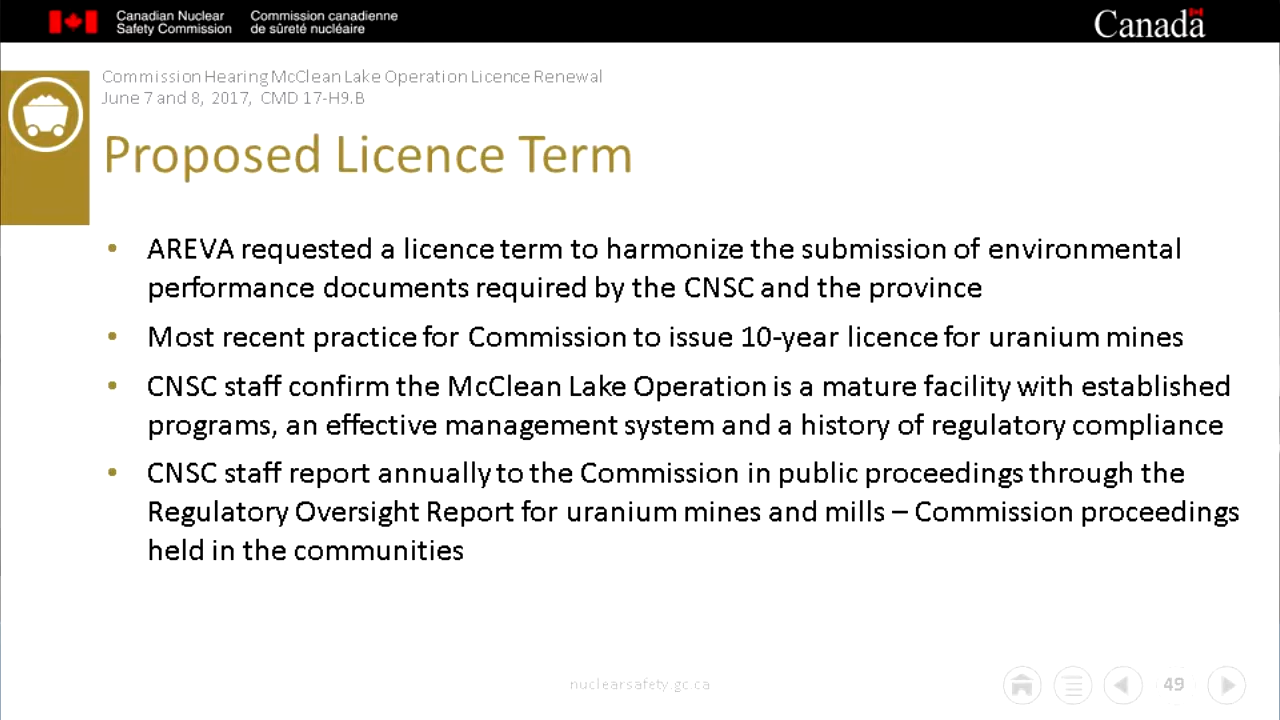 Canadian Nuclear Safety Commission
Commission canadienne de sûreté nucléaire
Canada
Commission Hearing McClean Lake Operation Licence Renewal
June 7 and 8, 2017, CMD 17-H9.B
Proposed Licence Term
• AREVA requested a licence term to harmonize the submission of environmental
performance documents required by the CNSC and the province
• Most recent practice for Commission to issue 10-year licence for uranium mines
• CNSC staff confirm the McClean Lake Operation is a mature facility with established
programs, an effective management system and a history of regulatory compliance
• CNSC staff report annually to the Commission in public proceedings through the
Regulatory Oversight Report for uranium mines and mills – Commission proceedings
held in the communities
nuclearsafety.gc.ca
49